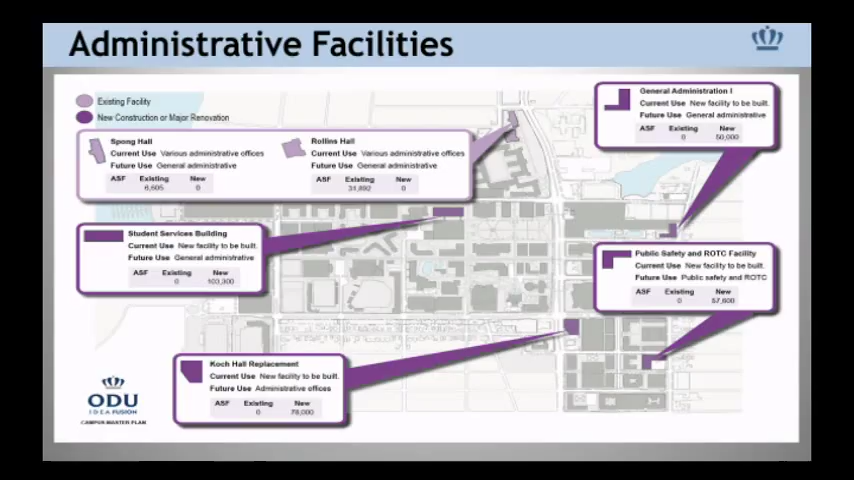 Administrative Facilities
Existing Facility
New Construction or Major Renovation
Spong Hall
Current Use Various administrative offices
Future Use General administrative
ASF Existing New
6,605 0
Rollins Hall
Current Use Various administrative offices
Future Use General administrative
ASF Existing New
31,892 0
General Administration I
Current Use New facility to be built.
Future Use General administrative
ASF Existing New
0 50,000
Student Services Building
Current Use New facility to be built.
Future Use General administrative
ASF Existing New
0 103,300
Public Safety and ROTC Facility
Current Use New facility to be built.
Future Use Public safety and ROTC
ASF Existing New
0 57,600
Koch Hall Replacement
Current Use New facility to be built.
Future Use Administrative offices
ASF Existing New
0 78,000
ODU
IDEA FUSION
CAMPUS MASTER PLAN